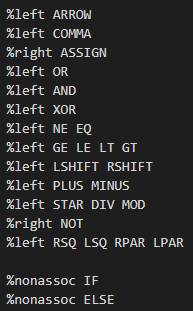 %left ARROW
%left COMMA
%right ASSIGN
%left OR
%left AND
%left XOR
%left NE EQ
%left GE LE LT GT
%left LSHIFT RSHIFT
%left PLUS MINUS
%left STAR DIV MOD
%right NOT
%left RSQ LSQ RPAR LPAR
%nonassoc IF
%nonassoc ELSE